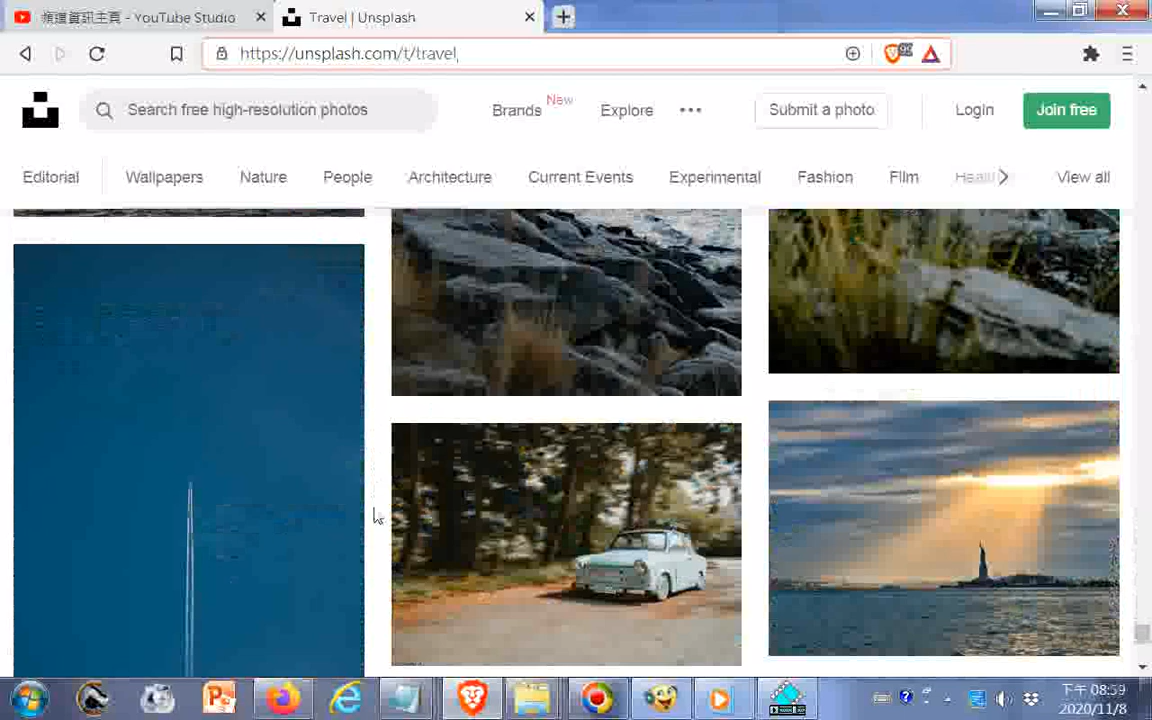 頻道資訊主頁 - YouTube Studio
Travel | Unsplash
https://unsplash.com/t/travel
Search free high-resolution photos
Brands
New
Explore
Submit a photo
Login
Join free
Editorial
Wallpapers
Nature
People
Architecture
Current Events
Experimental
Fashion
Film
View all
下午 08:59
2020/11/8